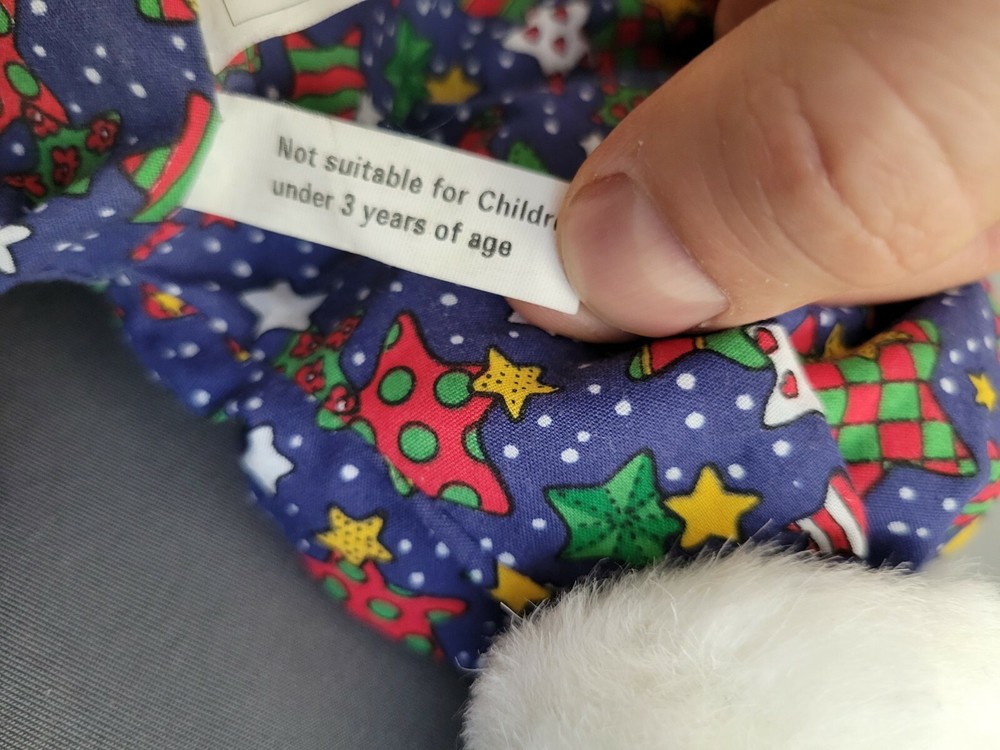 Not suitable for Childr
under 3 years of age